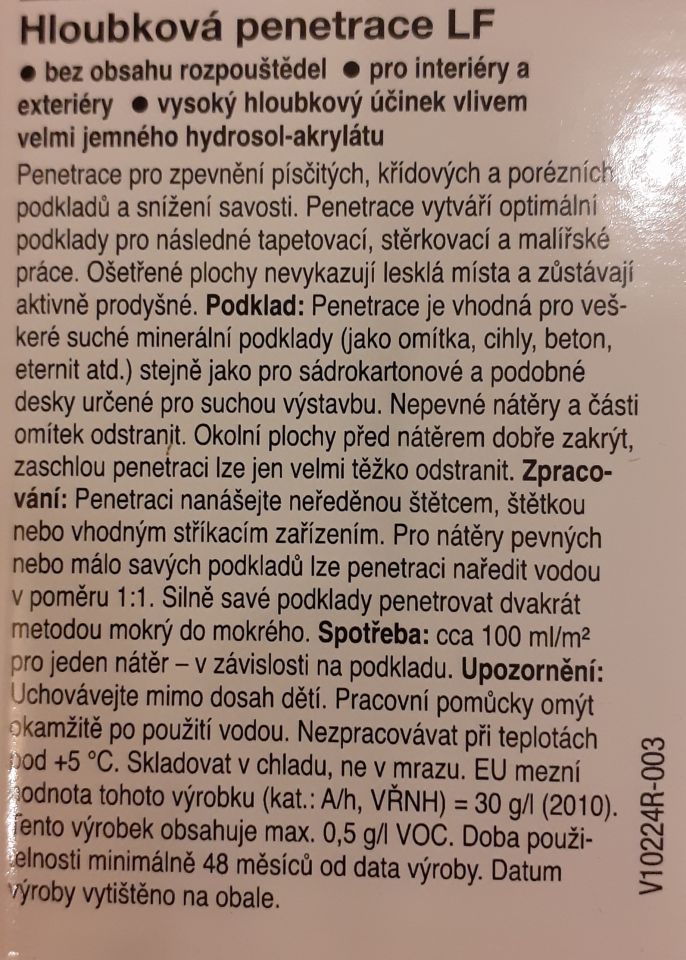 Hloubková penetrace LF
● bez obsahu rozpouštědel ● pro interiéry a
exteriéry ● vysoký hloubkový účinek vlivem
velmi jemného hydrosol-akrylátu
Penetrace pro zpevnění písčitých, křídových a porézních
podkladů a snížení savosti. Penetrace vytváří optimální
podklady pro následné tapetovací, stěrkovací a malířské
práce. Ošetřené plochy nevykazují lesklá místa a zůstávají
aktivně prodyšné. Podklad: Penetrace je vhodná pro veš-
keré suché minerální podklady (jako omítka, cihly, beton,
eternit atd.) stejně jako pro sádrokartonové a podobné
desky určené pro suchou výstavbu. Nepevné nátěry a části
omítek odstranit. Okolní plochy před nátěrem dobře zakrýt,
zaschlou penetraci lze jen velmi těžko odstranit. Zpraco-
vání: Penetraci nanášejte neředěnou štětcem, štětkou
nebo vhodným stříkacím zařízením. Pro nátěry pevných
nebo málo savých podkladů lze penetraci naředit vodou
v poměru 1:1. Silně savé podklady penetrovat dvakrát
metodou mokrý do mokrého. Spotřeba: cca 100 ml/m²
pro jeden nátěr – v závislosti na podkladu. Upozornění:
Uchovávejte mimo dosah dětí. Pracovní pomůcky omýt
okamžitě po použití vodou. Nezpracovávat při teplotách
pod +5 °C. Skladovat v chladu, ne v mrazu. EU mezní
hodnota tohoto výrobku (kat.: A/h, VŘNH) = 30 g/l (2010).
Tento výrobek obsahuje max. 0,5 g/l VOC. Doba použi-
telnosti minimálně 48 měsíců od data výroby. Datum
výroby vytištěno na obale.
V10224R-003